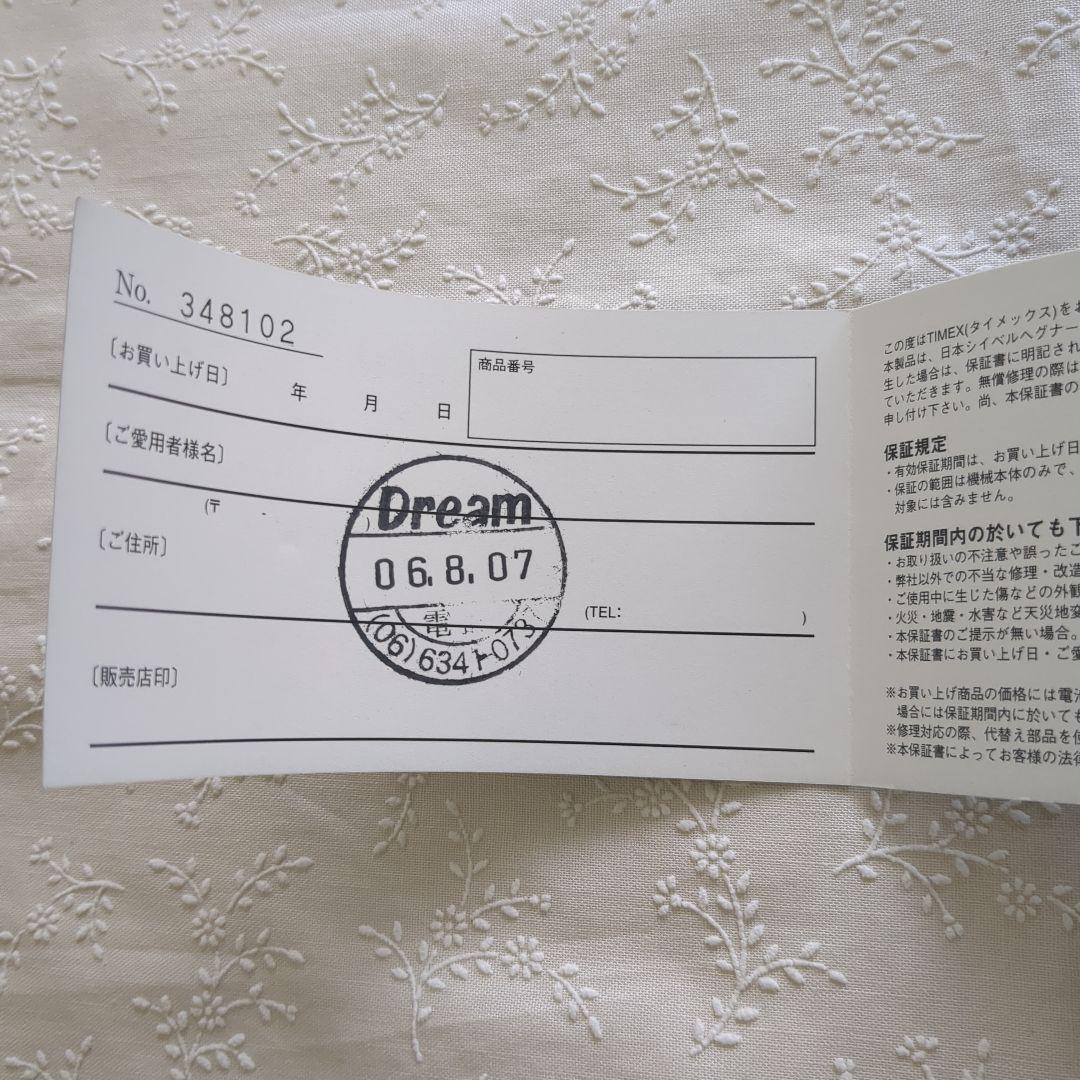 No. 348102
〔お買い上げ日〕 年 月 日
商品番号
〔ご愛用者様名〕
(〒 - )
〔ご住所〕
(TEL: )
〔販売店印〕
Dream
06.8.07
電
(06)6341-073
この度はTIMEX(タイメックス)をお
本製品は、日本シイベルヘグナー
生した場合は、保証書に明記され
ていただきます。無償修理の際は
申し付け下さい。尚、本保証書の
保証規定
・有効保証期間は、お買い上げ日
・保証の範囲は機械本体のみで、
対象には含みません。
保証期間内の於いても下
・お取り扱いの不注意や誤ったご
・弊社以外での不当な修理・改造
・ご使用中に生じた傷などの外観
・火災・地震・水害など天災地変
・本保証書のご提示が無い場合。
・本保証書にお買い上げ日・ご愛
※お買い上げ商品の価格には電池
場合には保証期間内に於いても
※修理対応の際、代替え部品を使
※本保証書によってお客様の法律